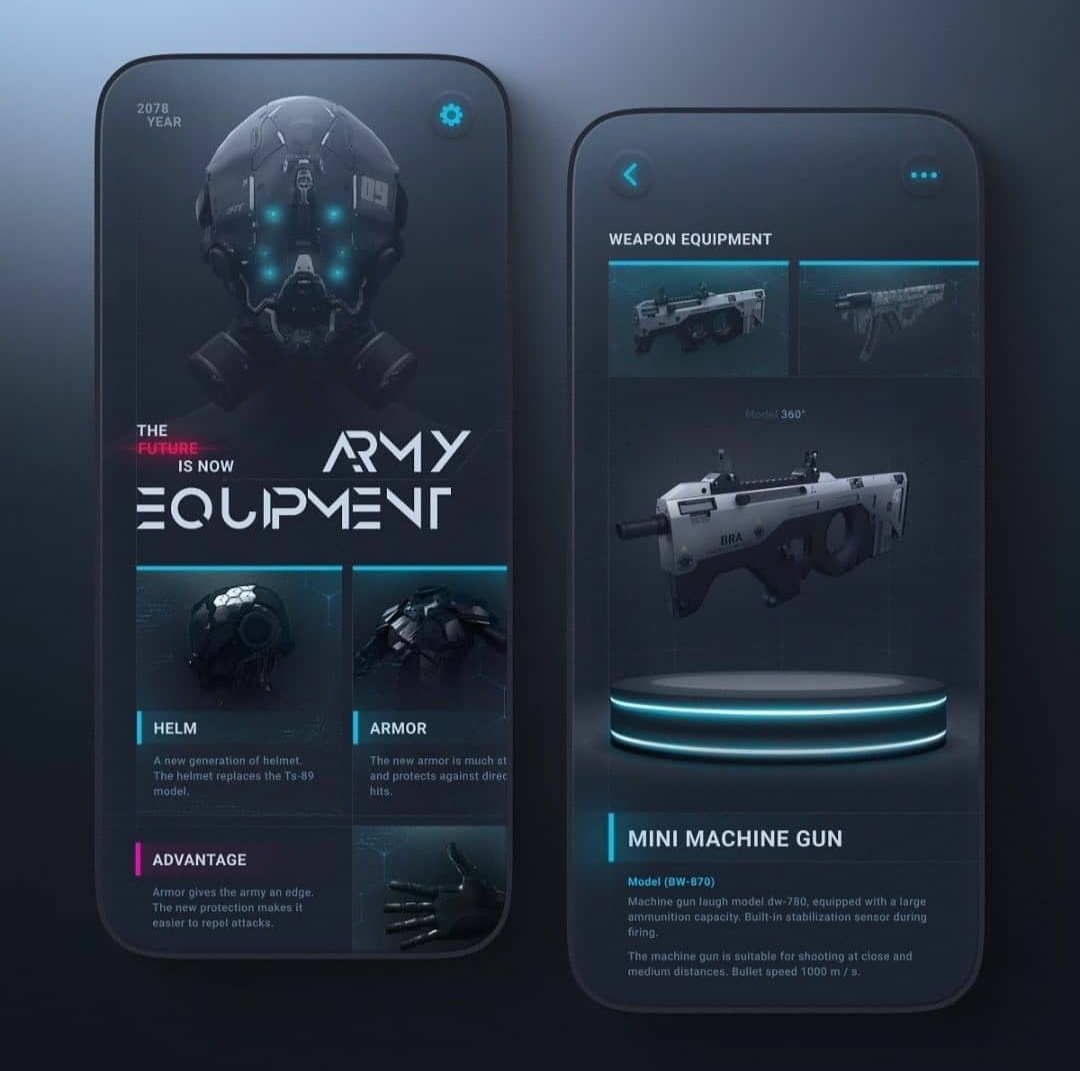 2078
YEAR
09
THE
FUTURE
IS NOW
ARMY
EQUIPMENT
HELM
A new generation of helmet.
The helmet replaces the Ts-89
model.
ARMOR
The new armor is much st
and protects against direc
hits.
ADVANTAGE
Armor gives the army an edge.
The new protection makes it
easier to repel attacks.
WEAPON EQUIPMENT
Model 360°
BRA
MINI MACHINE GUN
Model (BW-870)
Machine gun laugh model dw-780, equipped with a large
ammunition capacity. Built-in stabilization sensor during
firing.
The machine gun is suitable for shooting at close and
medium distances. Bullet speed 1000 m / s.